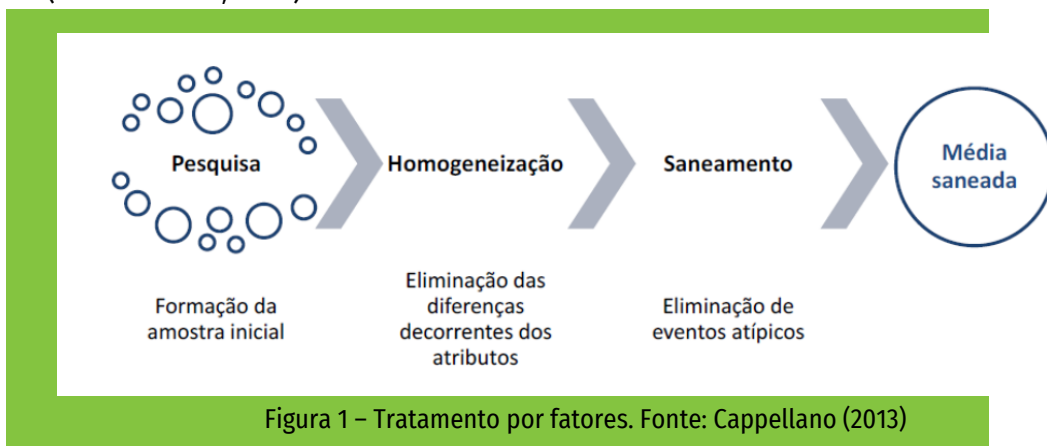 Pesquisa
Homogeneização
Saneamento
Média
saneada
Formação da
amostra inicial
Eliminação das
diferenças
decorrentes dos
atributos
Eliminação de
eventos atípicos
Figura 1 – Tratamento por fatores. Fonte: Cappellano (2013)